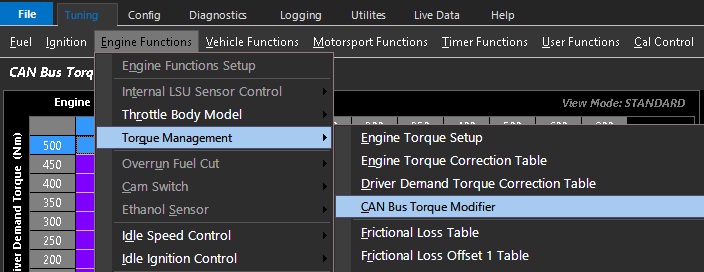 File Tuning Config Diagnostics Logging Utilites Live Data Help
Fuel Ignition Engine Functions Vehicle Functions Motorsport Functions Timer Functions User Functions Cal Control
CAN Bus Torq
Engine Functions Setup
Engine
View Mode: STANDARD
Internal LSU Sensor Control
Throttle Body Model
500 Torque Management
Engine Torque Setup
450 Overrun Fuel Cut
Engine Torque Correction Table
400 Cam Switch
Driver Demand Torque Correction Table
350 Ethanol Sensor
CAN Bus Torque Modifier
300
250 Idle Speed Control
Frictional Loss Table
200 Idle Ignition Control
Frictional Loss Offset 1 Table
river Demand Torque (Nm)